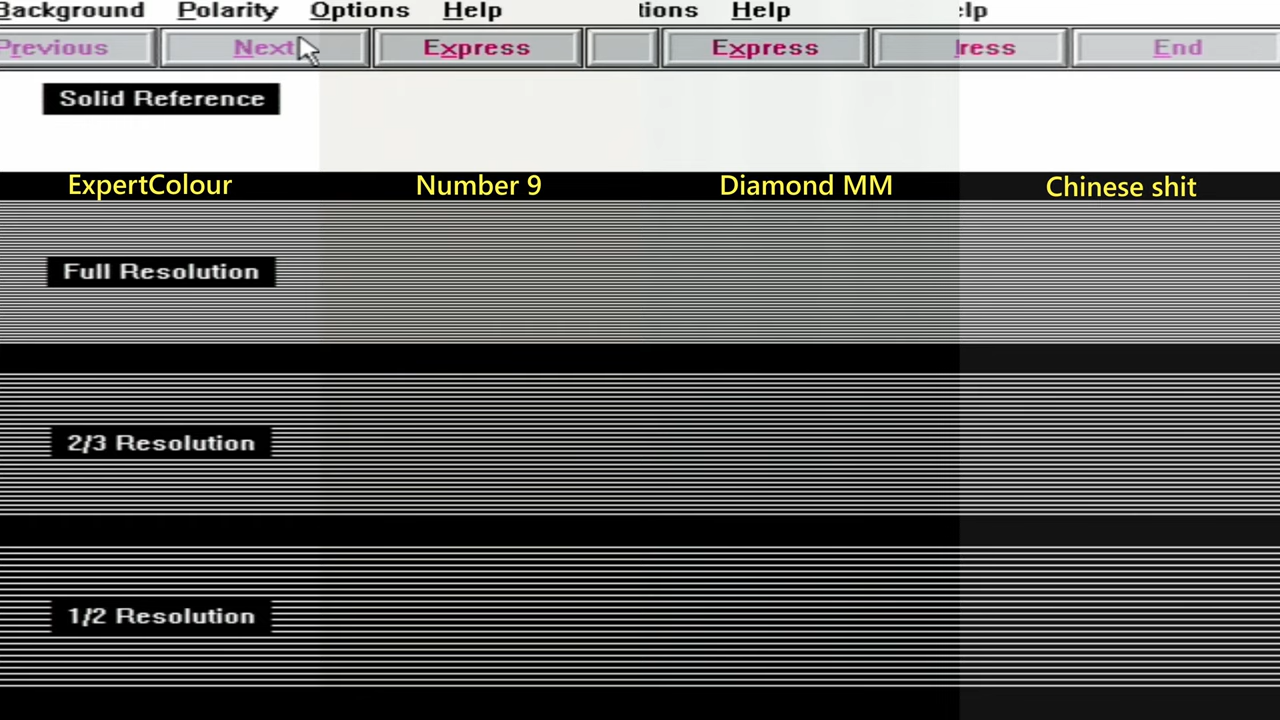 Background Polarity Options Help tions Help elp
Previous Next Express Express ress End
Solid Reference
ExpertColour Number 9 Diamond MM Chinese shit
Full Resolution
2/3 Resolution
1/2 Resolution